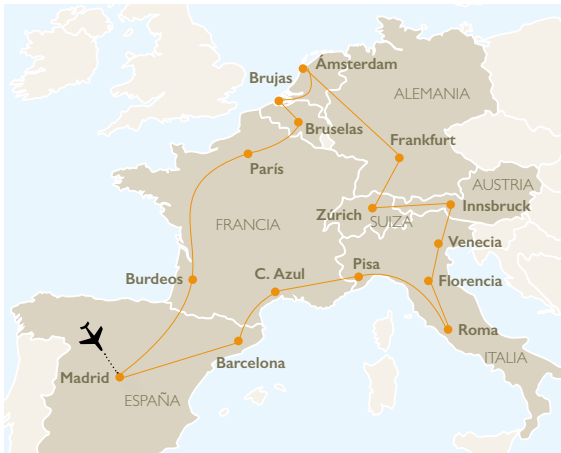 Ámsterdam
Brujas
ALEMANIA
Bruselas
Frankfurt
París
AUSTRIA
Innsbruck
Zúrich
SUIZA
FRANCIA
Venecia
Pisa
C. Azul
Burdeos
Florencia
Roma
Barcelona
ITALIA
Madrid
ESPAÑA